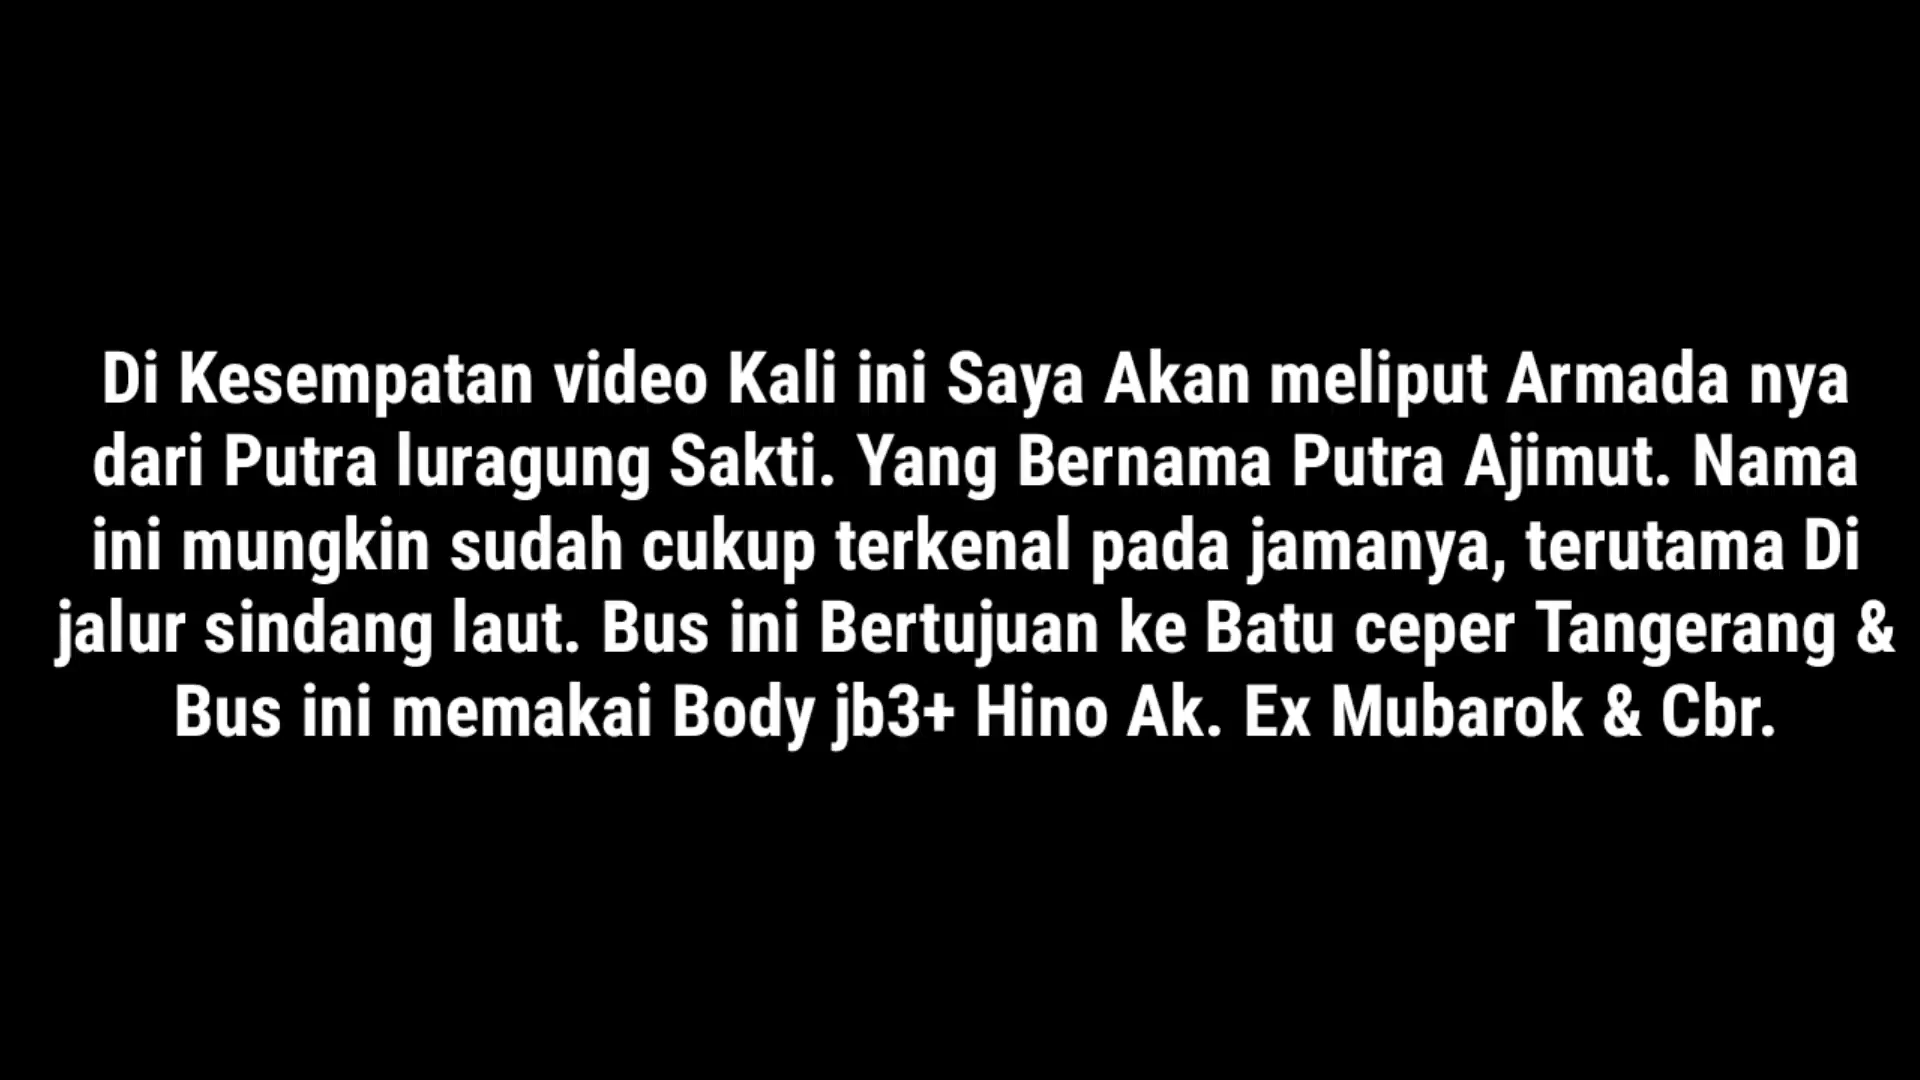 Di Kesempatan video Kali ini Saya Akan meliput Armada nya
dari Putra luragung Sakti. Yang Bernama Putra Ajimut. Nama
ini mungkin sudah cukup terkenal pada jamanya, terutama Di
jalur sindang laut. Bus ini Bertujuan ke Batu ceper Tangerang &
Bus ini memakai Body jb3+ Hino Ak. Ex Mubarok & Cbr.